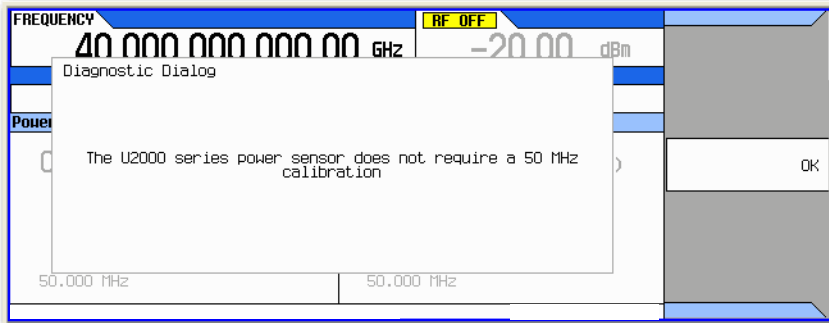 FREQUENCY
RF OFF
40.000 000 000 00 GHz
-20.00 dBm
Diagnostic Dialog
Power
The U2000 series power sensor does not require a 50 MHz
calibration
OK
50.000 MHz
50.000 MHz